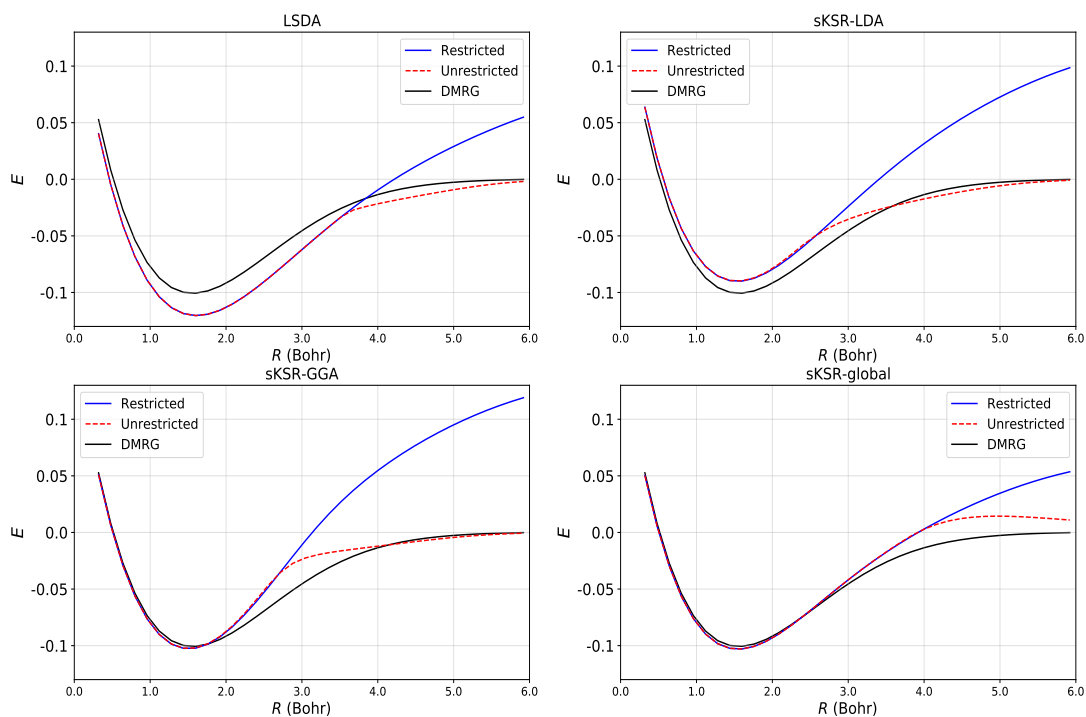 LSDA
E
0.1
0.05
0.0
-0.05
-0.1
Restricted
Unrestricted
DMRG
0.0 1.0 2.0 3.0 4.0 5.0 6.0
R (Bohr)
sKSR-LDA
E
0.1
0.05
0.0
-0.05
-0.1
Restricted
Unrestricted
DMRG
0.0 1.0 2.0 3.0 4.0 5.0 6.0
R (Bohr)
sKSR-GGA
E
0.1
0.05
0.0
-0.05
-0.1
Restricted
Unrestricted
DMRG
0.0 1.0 2.0 3.0 4.0 5.0 6.0
R (Bohr)
sKSR-global
E
0.1
0.05
0.0
-0.05
-0.1
Restricted
Unrestricted
DMRG
0.0 1.0 2.0 3.0 4.0 5.0 6.0
R (Bohr)